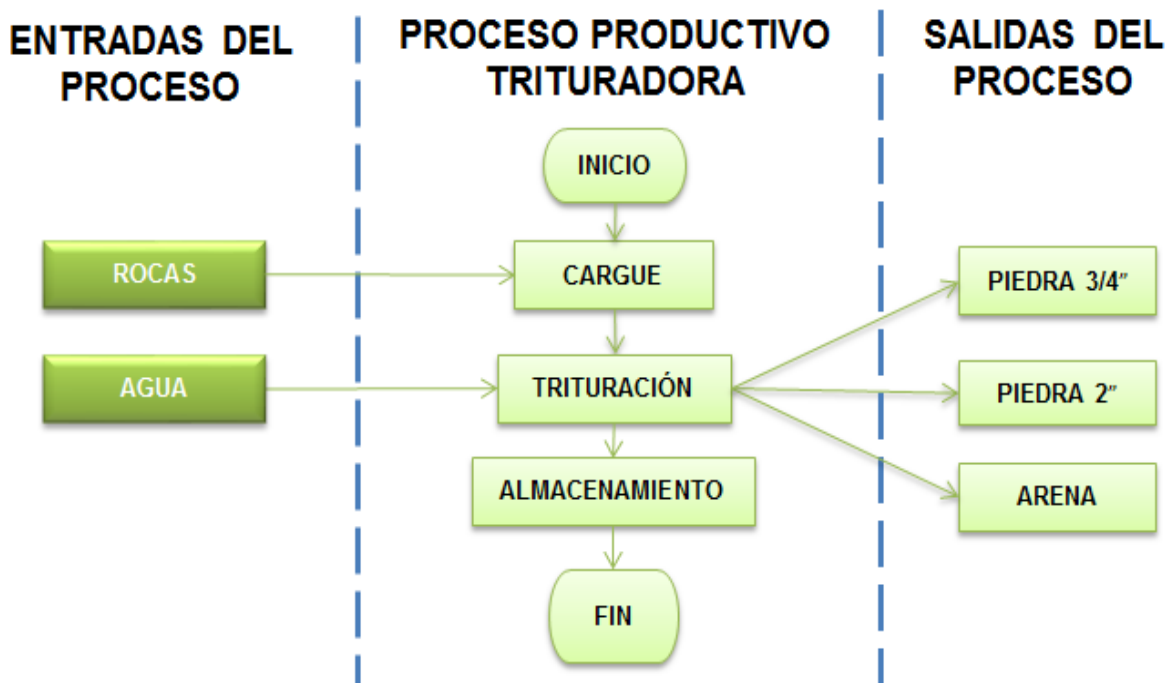 ENTRADAS DEL
PROCESO
PROCESO PRODUCTIVO
TRITURADORA
SALIDAS DEL
PROCESO
INICIO
ROCAS
CARGUE
PIEDRA 3/4"
AGUA
TRITURACIÓN
PIEDRA 2"
ALMACENAMIENTO
ARENA
FIN